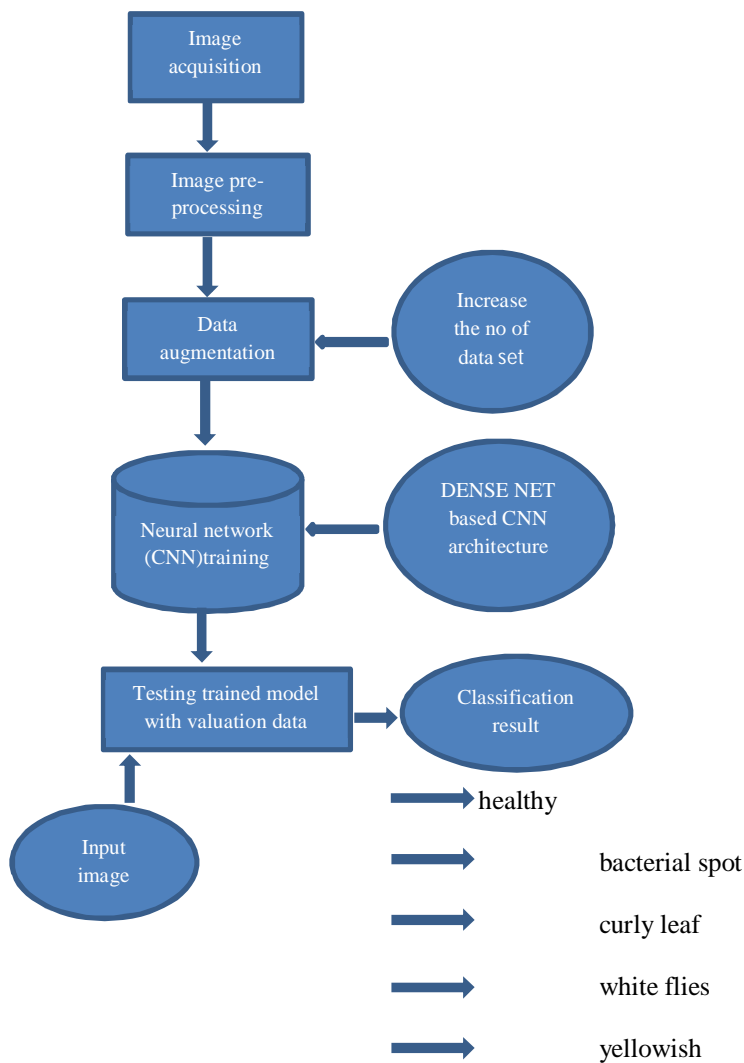 Image
acquisition
Image pre-
processing
Data
augmentation
Increase
the no of
data set
Neural network
(CNN)training
DENSE NET
based CNN
architecture
Testing trained model
with valuation data
Classification
result
Input
image
healthy
bacterial spot
curly leaf
white flies
yellowish